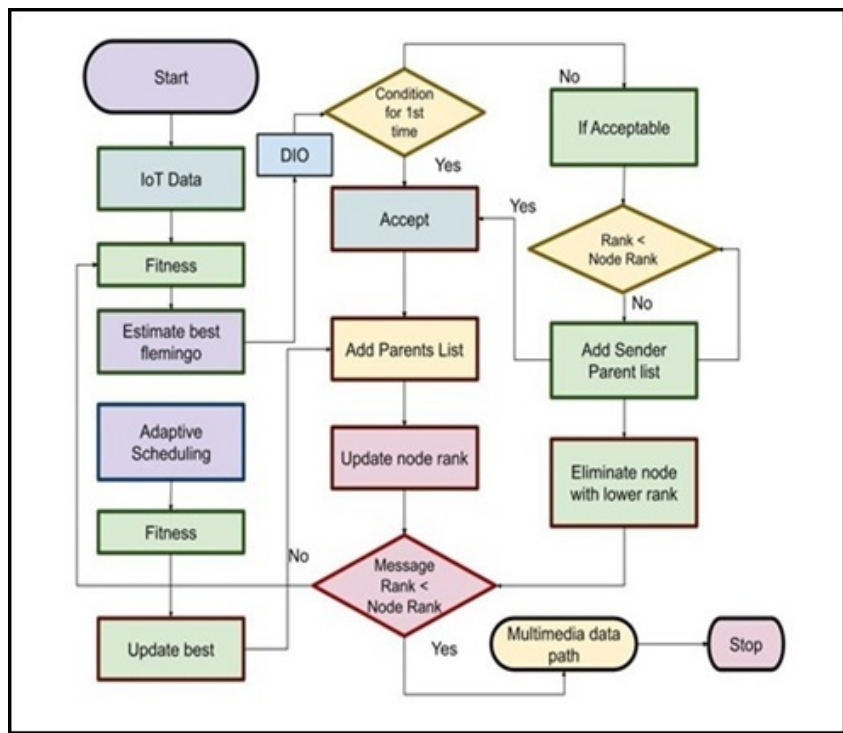 Start
IoT Data
Fitness
Estimate best
flemingo
DIO
Condition
for 1st
time
Yes
No
Accept
If Acceptable
Rank <
Node Rank
Yes
No
Add Sender
Parent list
Eliminate node
with lower rank
Add Parents List
Update node rank
Message
Rank <
Node Rank
No
Yes
Adaptive
Scheduling
Fitness
Update best
Multimedia data
path
Stop